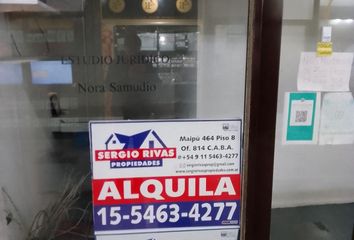 ESTUDIO JURIDICO
Nora Samudio
SERGIO RIVAS
PROPIEDADES
Maipú 464 Piso 8
Of. 814 C.A.B.A.
+54 9 11 5463-4277
ALQUILA
15-5463-4277